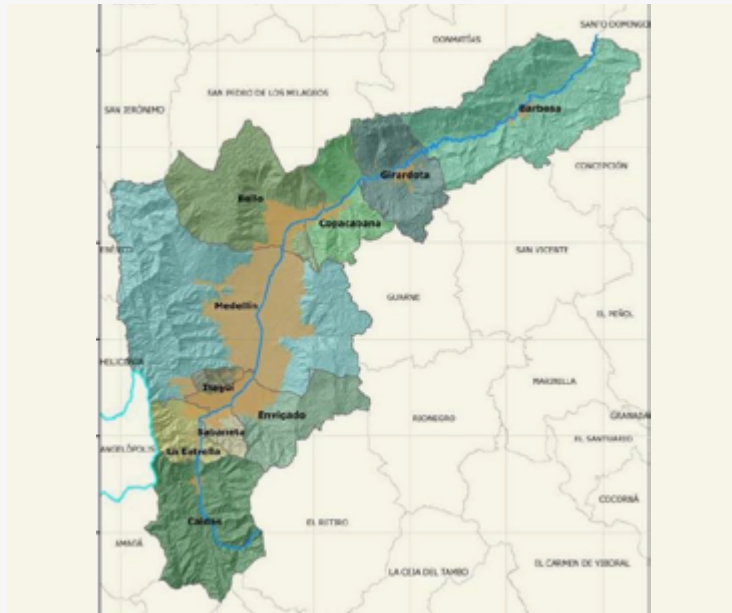 SANTO DOMINGO
DONMATÍAS
SAN PEDRO DE LOS MILAGROS
SAN JERÓNIMO
Barbosa
CONCEPCIÓN
Girardota
Bello
Copacabana
SAN VICENTE
GUARNE
Medellín
EL PEÑOL
HELICONIA
MARINILLA
Itagüí
Envigado
RIONEGRO
GRANADA
Sabaneta
EL SANTUARIO
ANGELÓPOLIS
La Estrella
COCORNÁ
Caldas
EL RETIRO
AMAGÁ
EL CARMEN DE VIBORAL
LA CEJA DEL TAMBO